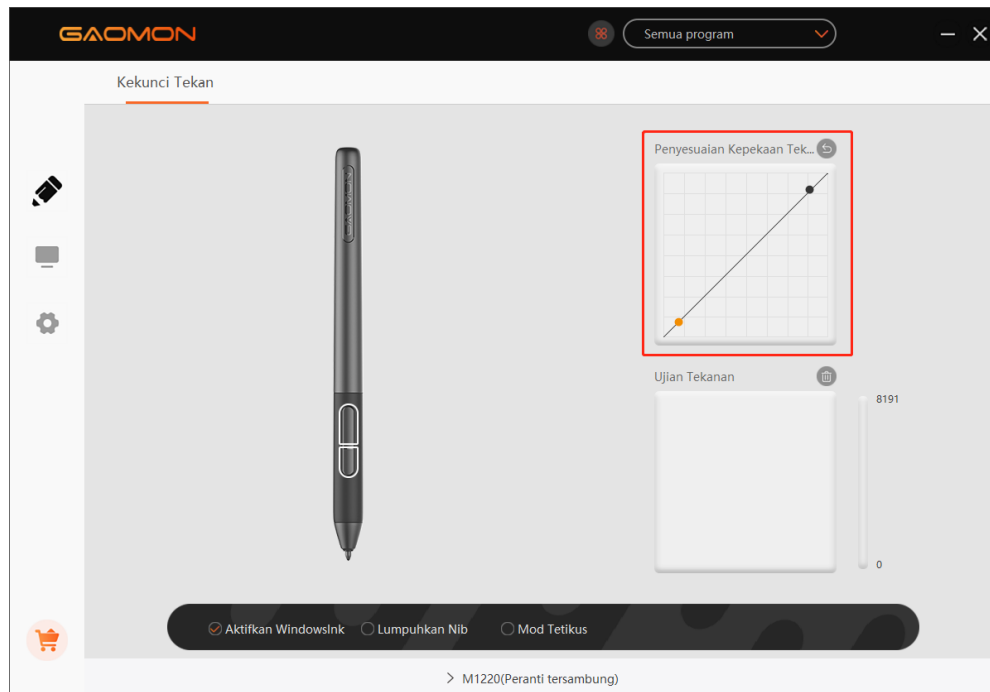 GAOMON
Semua program
Kekunci Tekan
Penyesuaian Kepekaan Tek...
GAOMON
Ujian Tekanan
8191
0
Aktifkan WindowsInk
Lumpuhkan Nib
Mod Tetikus
M1220(Peranti tersambung)